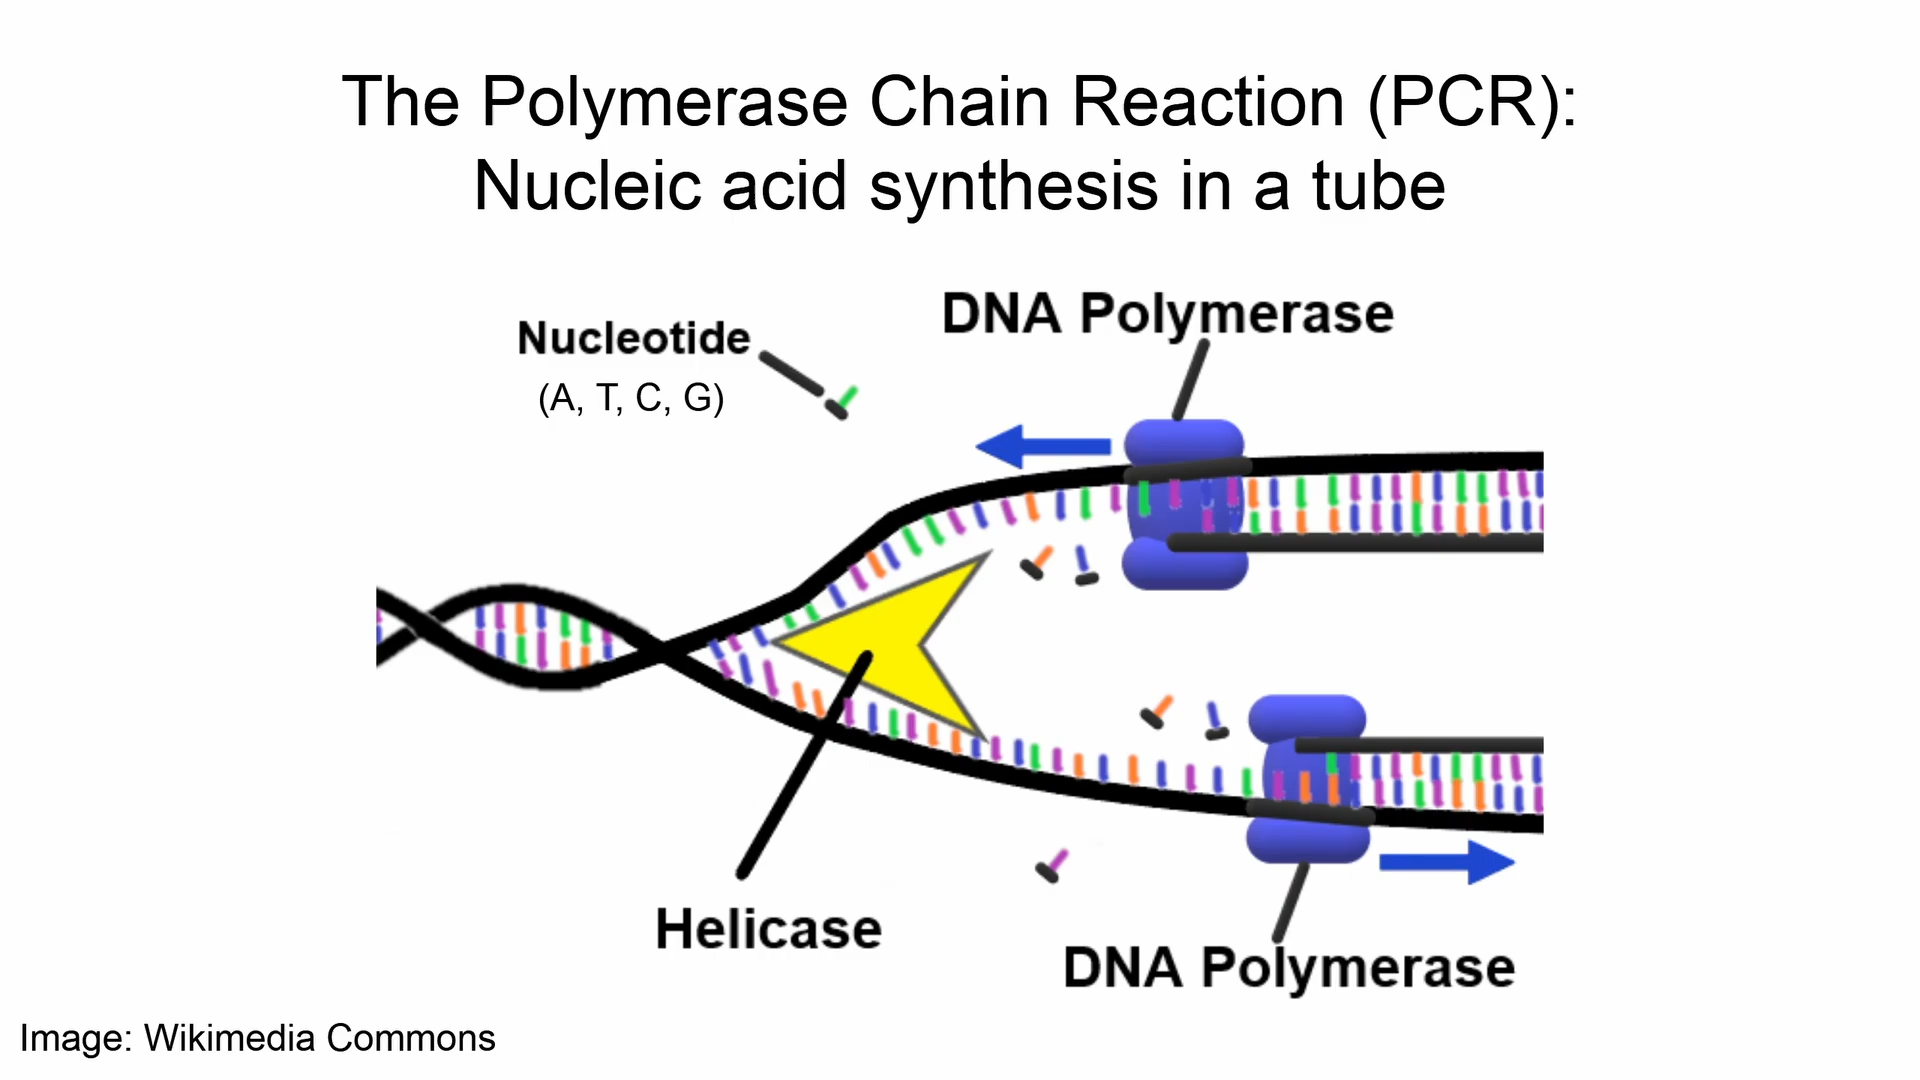 The Polymerase Chain Reaction (PCR):
Nucleic acid synthesis in a tube
DNA Polymerase
Nucleotide
(A, T, C, G)
Helicase
DNA Polymerase
Image: Wikimedia Commons